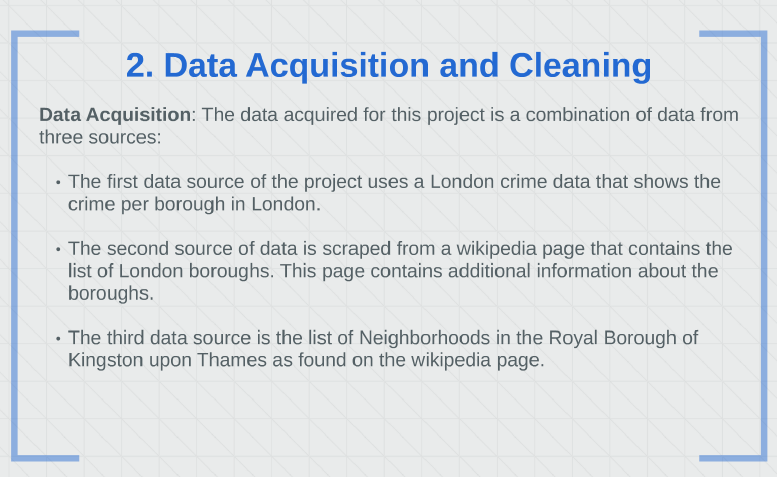 2. Data Acquisition and Cleaning
Data Acquisition: The data acquired for this project is a combination of data from
three sources:
• The first data source of the project uses a London crime data that shows the
crime per borough in London.
• The second source of data is scraped from a wikipedia page that contains the
list of London boroughs. This page contains additional information about the
boroughs.
• The third data source is the list of Neighborhoods in the Royal Borough of
Kingston upon Thames as found on the wikipedia page.